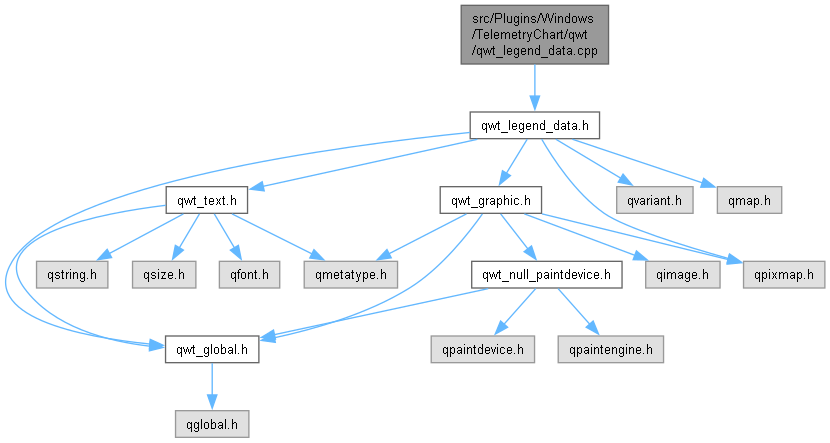 src/Plugins/Windows
/TelemetryChart/qwt
/qwt_legend_data.cpp
qwt_legend_data.h
qwt_text.h
qwt_graphic.h
qvariant.h
qmap.h
qstring.h
qsize.h
qfont.h
qmetatype.h
qwt_null_paintdevice.h
qimage.h
qpixmap.h
qwt_global.h
qpaintdevice.h
qpaintengine.h
qglobal.h